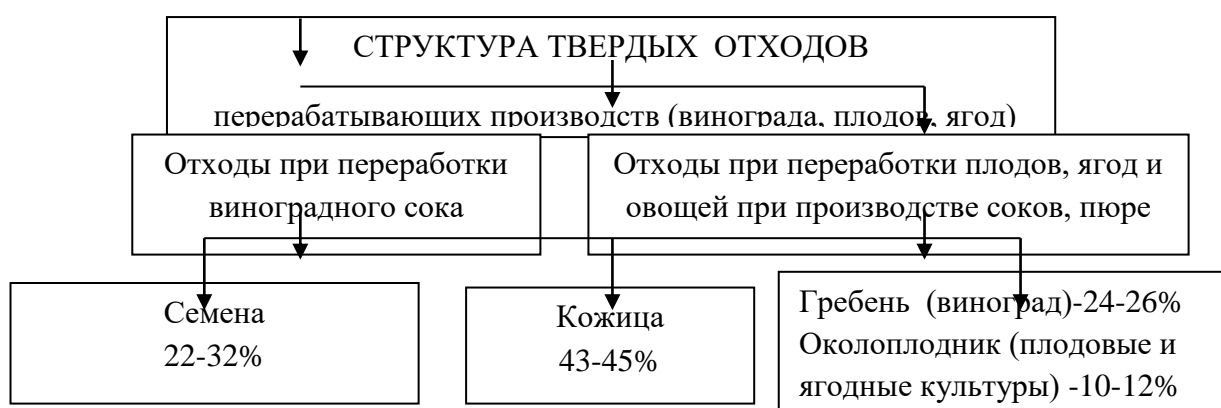 СТРУКТУРА ТВЕРДЫХ ОТХОДОВ
перерабатывающих производств (винограда, плодов, ягод)
Отходы при переработки
виноградного сока
Отходы при переработки плодов, ягод и
овощей при производстве соков, пюре
Семена
22-32%
Кожица
43-45%
Гребень (виноград)-24-26%
Околоплодник (плодовые и
ягодные культуры) -10-12%